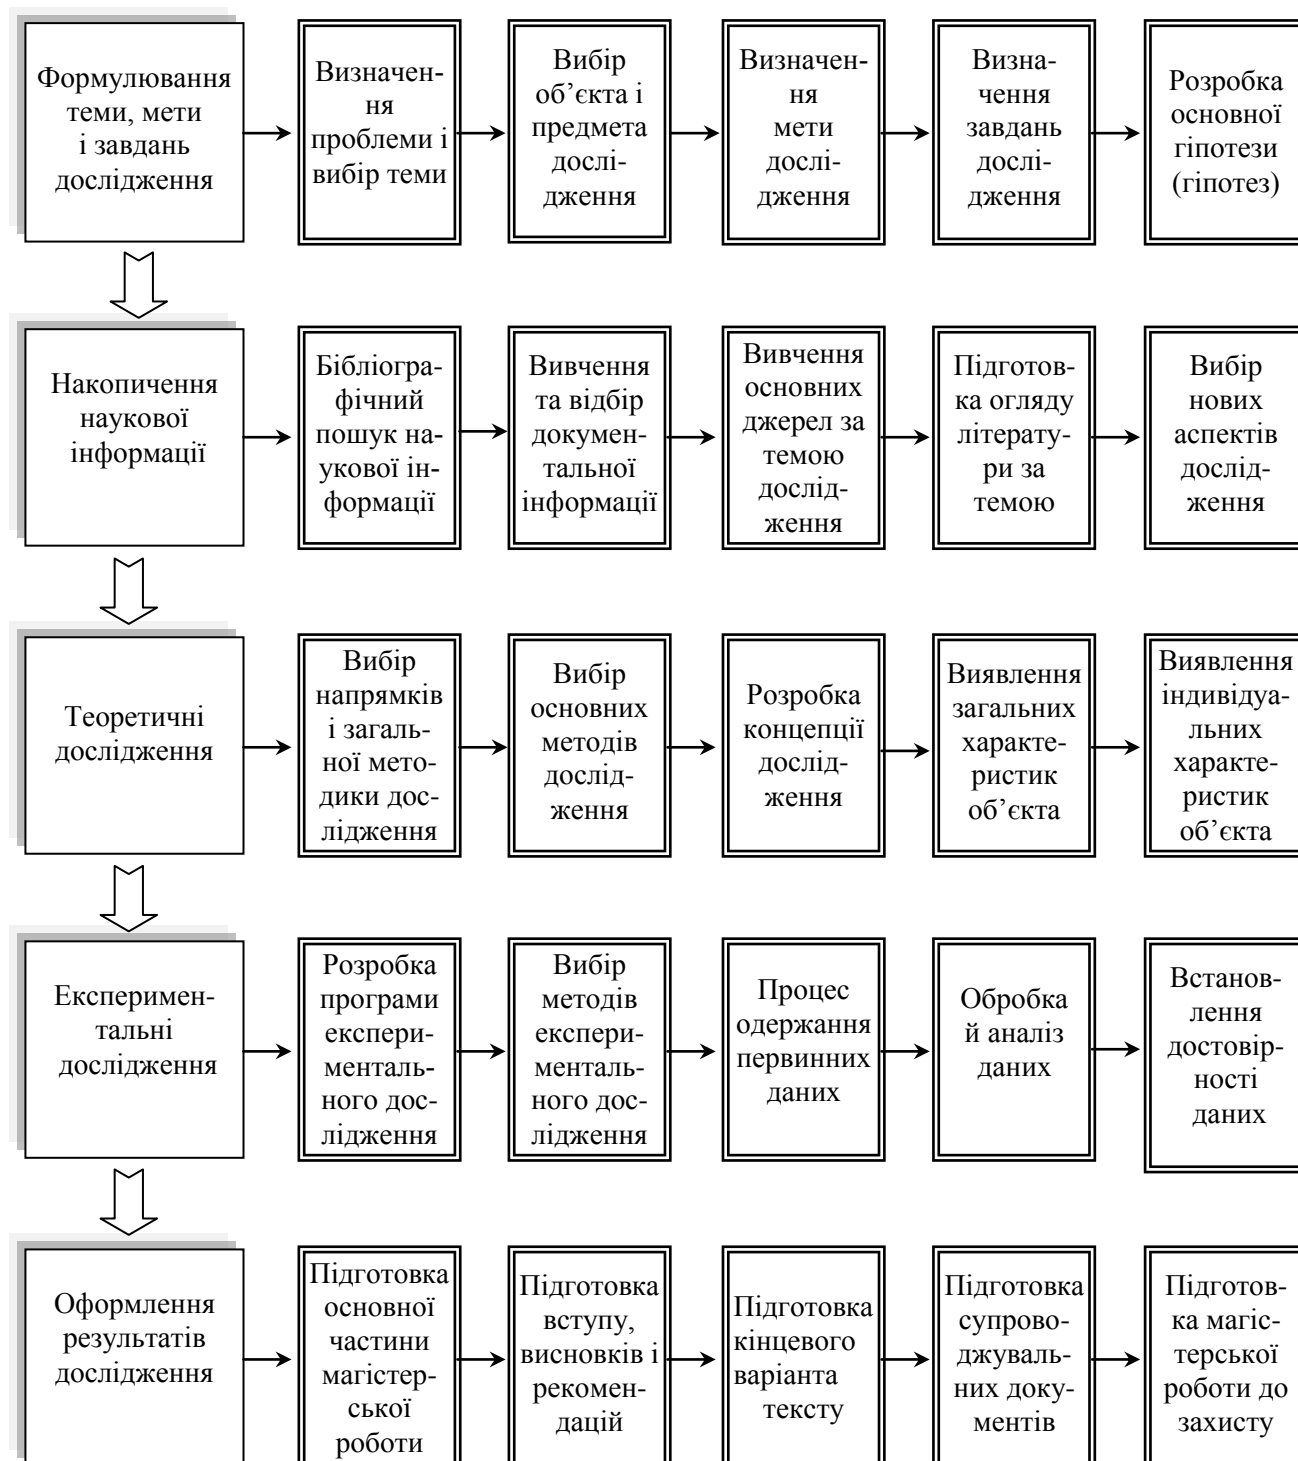 Формулювання
теми, мети
і завдань
дослідження
Визначен-
ня
проблеми і
вибір теми
Вибір
об’єкта і
предмета
дослі-
дження
Визначен-
ня
мети
дослі-
дження
Визна-
чення
завдань
дослі-
дження
Розробка
основної
гіпотези
(гіпотез)
Накопичення
наукової
інформації
Бібліогра-
фічний
пошук на-
укової ін-
формації
Вивчення
та відбір
докумен-
тальної
інформації
Вивчення
основних
джерел за
темою
дослід-
ження
Підготов-
ка огляду
літерату-
ри за
темою
Вибір
нових
аспектів
дослід-
ження
Теоретичні
дослідження
Вибір
напрямків
і загаль-
ної мето-
дики дос-
лідження
Вибір
основних
методів
дослід-
ження
Розробка
концепції
дослід-
ження
Виявлення
загальних
характе-
ристик
об’єкта
Виявлення
індивіду-
альних
характе-
ристик
об’єкта
Експеримен-
тальні
дослідження
Розробка
програми
експери-
менталь-
ного дос-
лідження
Вибір
методів
експери-
менталь-
ного дос-
лідження
Процес
одержання
первинних
даних
Обробка
й аналіз
даних
Встанов-
лення
достовір-
ності
даних
Оформлення
результатів
дослідження
Підготовка
основної
частини
магістер-
ської
роботи
Підготовка
вступу,
висновків і
рекомен-
дацій
Підготовка
кінцевого
варіанта
тексту
Підготовка
супрово-
джуваль-
них доку-
ментів
Підготов-
ка магіс-
терської
роботи до
захисту